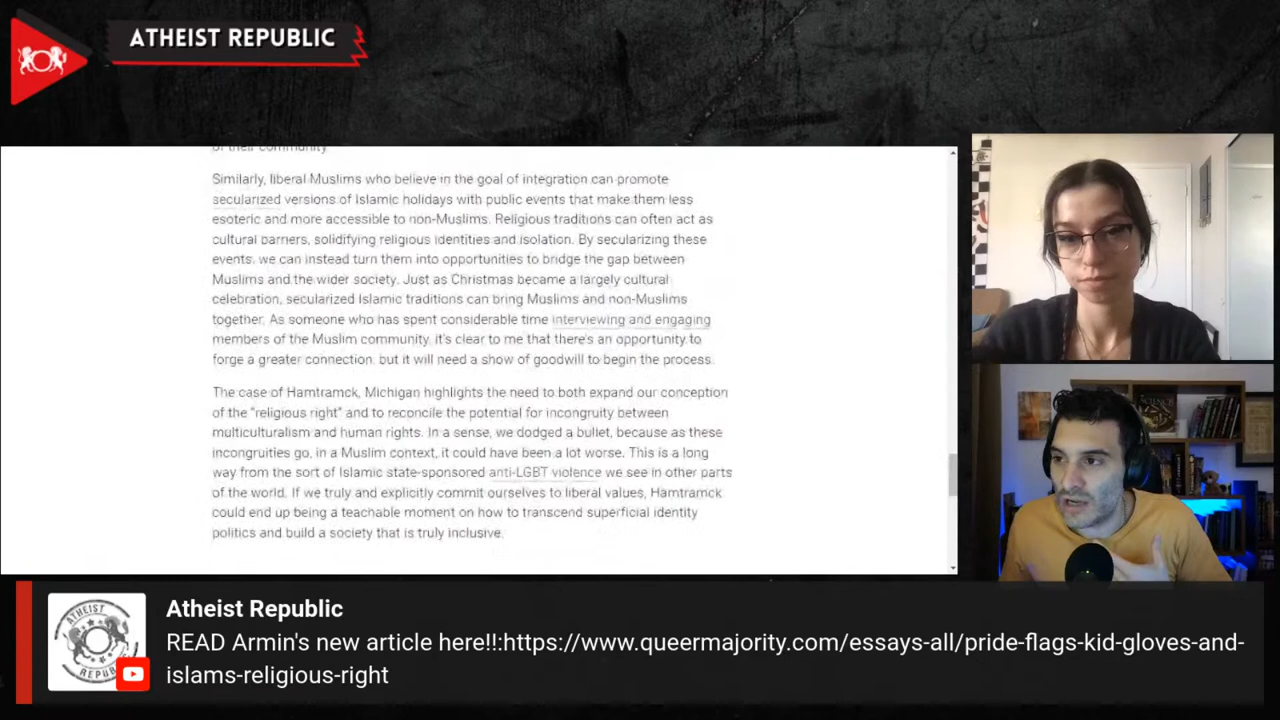 ATHEIST REPUBLIC
of their community
Similarly, liberal Muslims who believe in the goal of integration can promote
secularized versions of Islamic holidays with public events that make them less
esoteric and more accessible to non-Muslims. Religious traditions can often act as
cultural barriers, solidifying religious identities and isolation. By secularizing these
events, we can instead turn them into opportunities to bridge the gap between
Muslims and the wider society. Just as Christmas became a largely cultural
celebration, secularized Islamic traditions can bring Muslims and non-Muslims
together. As someone who has spent considerable time interviewing and engaging
members of the Muslim community, it's clear to me that there's an opportunity to
forge a greater connection, but it will need a show of goodwill to begin the process.
The case of Hamtramck, Michigan highlights the need to both expand our conception
of the "religious right" and to reconcile the potential for incongruity between
multiculturalism and human rights. In a sense, we dodged a bullet, because as these
incongruities go, in a Muslim context, it could have been a lot worse. This is a long
way from the sort of Islamic state-sponsored anti-LGBT violence we see in other parts
of the world. If we truly and explicitly commit ourselves to liberal values, Hamtramck
could end up being a teachable moment on how to transcend superficial identity
politics and build a society that is truly inclusive.
SCIENCE
ATHEIST
REPUBLIC
Atheist Republic
READ Armin's new article here!!:https://www.queermajority.com/essays-all/pride-flags-kid-gloves-and-
islams-religious-right